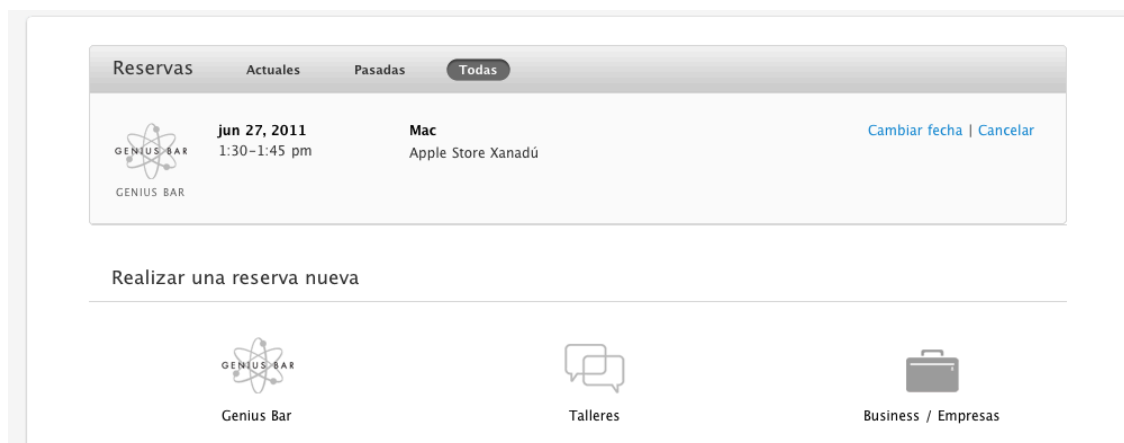 Reservas Actuales Pasadas Todas
jun 27, 2011 Mac Cambiar fecha | Cancelar
GENIUS BAR 1:30-1:45 pm Apple Store Xanadú
GENIUS BAR
Realizar una reserva nueva
GENIUS BAR
Genius Bar Talleres Business / Empresas